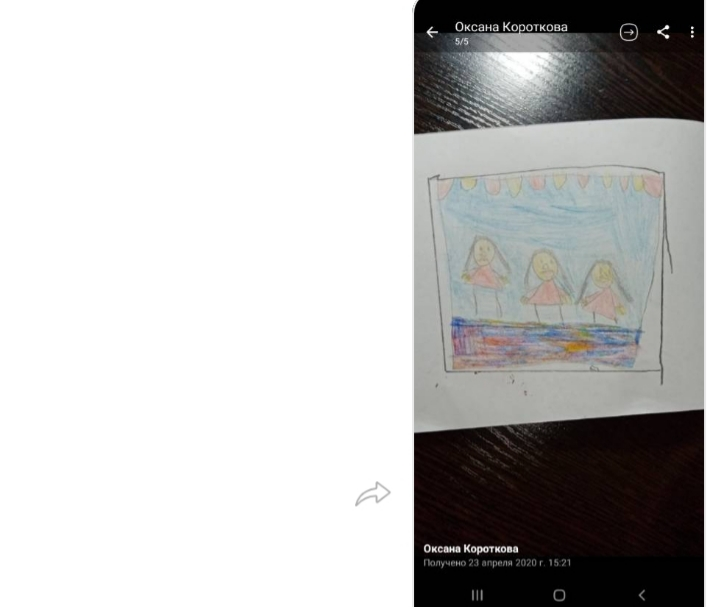 Оксана Короткова
5/5
Оксана Короткова
Получено 23 апреля 2020 г. 15:21